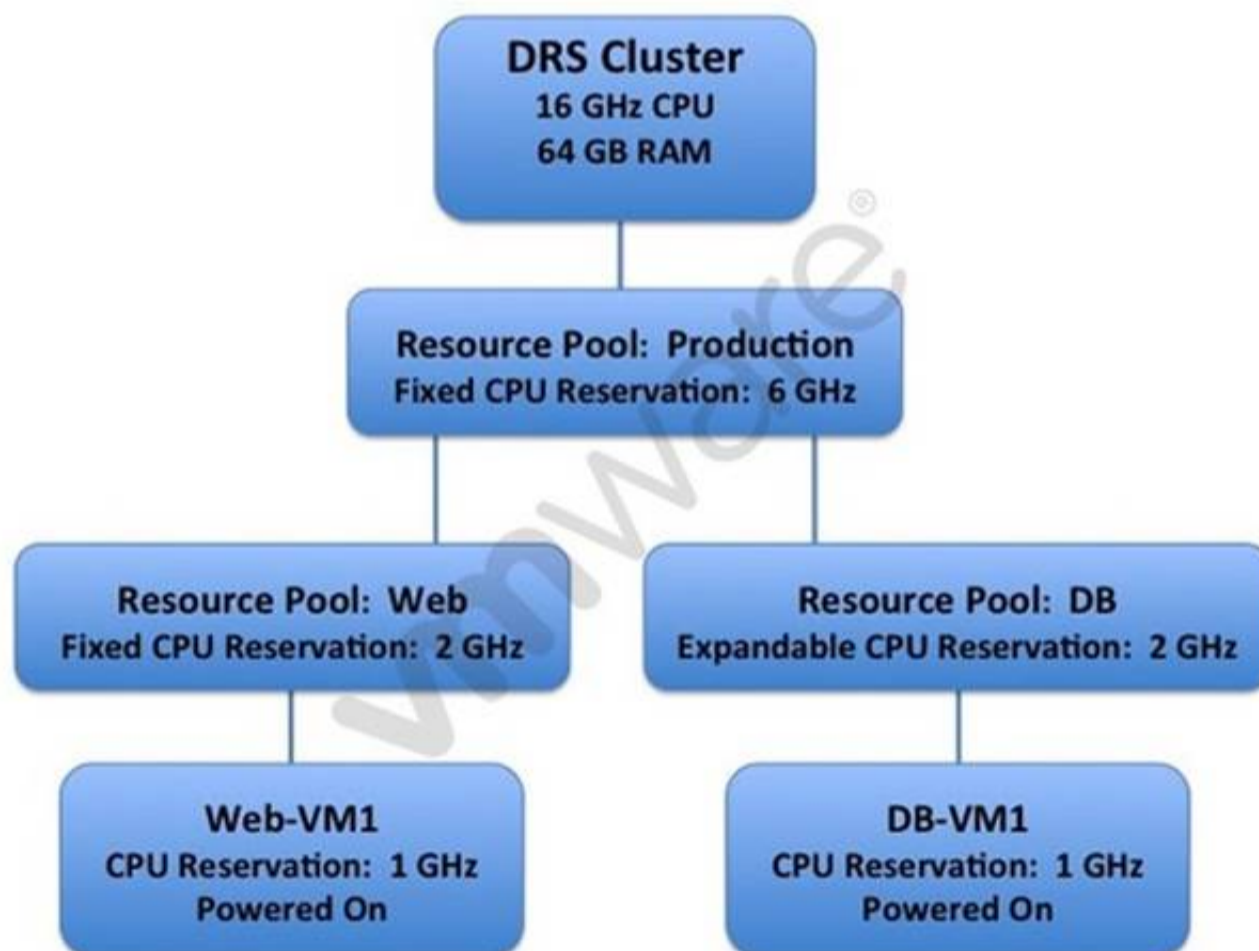 DRS Cluster
16 GHz CPU
64 GB RAM
Resource Pool: Production
Fixed CPU Reservation: 6 GHz
Resource Pool: Web
Fixed CPU Reservation: 2 GHz
Resource Pool: DB
Expandable CPU Reservation: 2 GHz
Web-VM1
CPU Reservation: 1 GHz
Powered On
DB-VM1
CPU Reservation: 1 GHz
Powered On
vmware®